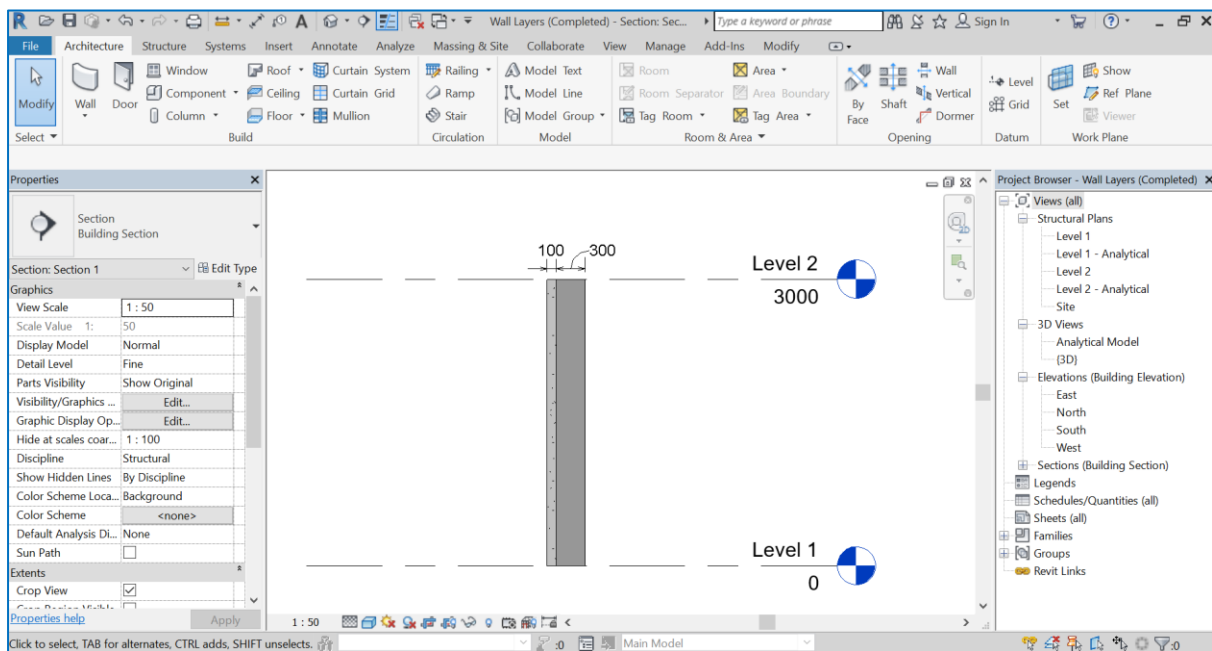 Wall Layers (Completed) - Section: Sec...
Type a keyword or phrase
Sign In
File Architecture Structure Systems Insert Annotate Analyze Massing & Site Collaborate View Manage Add-Ins Modify
Modify
Select
Wall
Door
Window
Component
Column
Roof
Ceiling
Floor
Curtain System
Curtain Grid
Mullion
Build
Railing
Ramp
Stair
Circulation
Model Text
Model Line
Model Group
Model
Room
Room Separator
Tag Room
Area
Area Boundary
Tag Area
Room & Area
By
Face
Shaft
Wall
Vertical
Dormer
Opening
Level
Grid
Datum
Set
Show
Ref Plane
Viewer
Work Plane
Properties
Section
Building Section
Section: Section 1 Edit Type
Graphics
View Scale 1 : 50
Scale Value 1: 50
Display Model Normal
Detail Level Fine
Parts Visibility Show Original
Visibility/Graphics ... Edit...
Graphic Display Op... Edit...
Hide at scales coar... 1 : 100
Discipline Structural
Show Hidden Lines By Discipline
Color Scheme Loca... Background
Color Scheme <none>
Default Analysis Di... None
Sun Path
Extents
Crop View
Properties help Apply
100 300
Level 2
3000
Level 1
0
1 : 50
Project Browser - Wall Layers (Completed)
Views (all)
Structural Plans
Level 1
Level 1 - Analytical
Level 2
Level 2 - Analytical
Site
3D Views
Analytical Model
{3D}
Elevations (Building Elevation)
East
North
South
West
Sections (Building Section)
Legends
Schedules/Quantities (all)
Sheets (all)
Families
Groups
Revit Links
Click to select, TAB for alternates, CTRL adds, SHIFT unselects.
:0
Main Model
:0